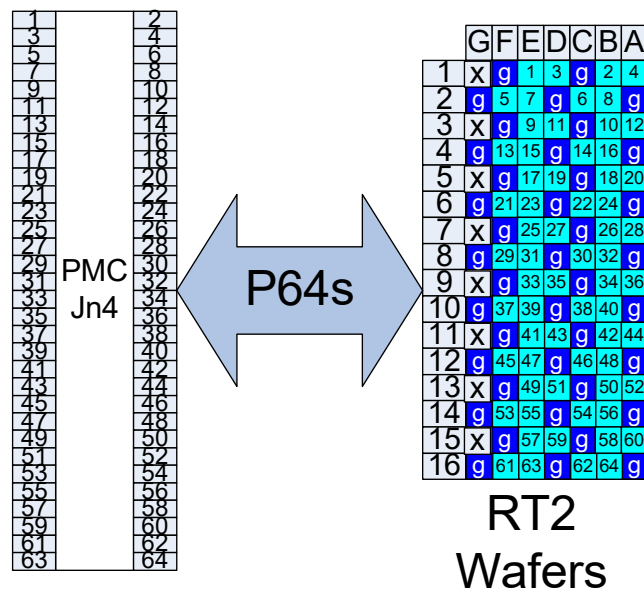 1 2
3 4
5 6
7 8
9 10
11 12
13 14
15 16
17 18
19 20
21 22
23 24
25 26
27 28
29 30
31 32
33 34
35 36
37 38
39 40
41 42
43 44
45 46
47 48
49 50
51 52
53 54
55 56
57 58
59 60
61 62
63 64
PMC
Jn4
P64s
G F E D C B A
1 x g 1 3 g 2 4
2 g 5 7 g 6 8 g
3 x g 9 11 g 10 12
4 g 13 15 g 14 16 g
5 x g 17 19 g 18 20
6 g 21 23 g 22 24 g
7 x g 25 27 g 26 28
8 g 29 31 g 30 32 g
9 x g 33 35 g 34 36
10 g 37 39 g 38 40 g
11 x g 41 43 g 42 44
12 g 45 47 g 46 48 g
13 x g 49 51 g 50 52
14 g 53 55 g 54 56 g
15 x g 57 59 g 58 60
16 g 61 63 g 62 64 g
RT2
Wafers